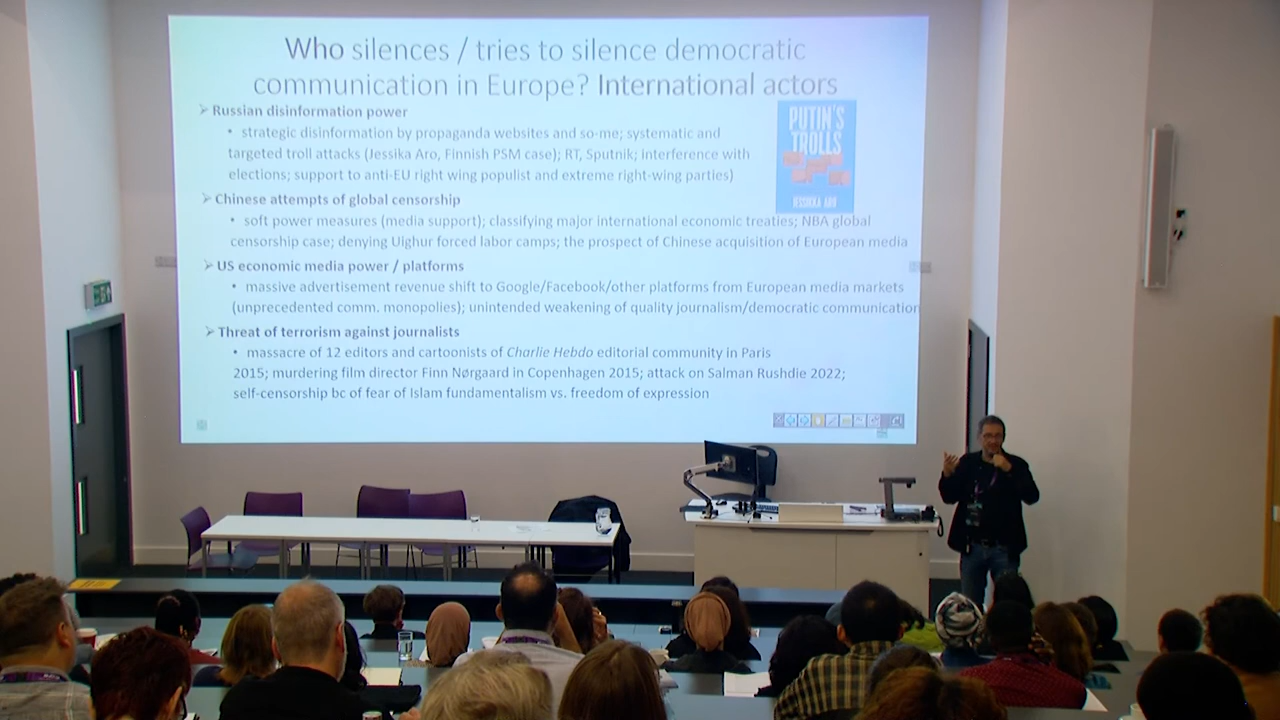 Who silences / tries to silence democratic
communication in Europe? International actors
➢ Russian disinformation power
• strategic disinformation by propaganda websites and so-me; systematic and
targeted troll attacks (Jessika Aro, Finnish PSM case); RT, Sputnik; interference with
elections; support to anti-EU right wing populist and extreme right-wing parties)
PUTIN'S
TROLLS
JESSIKKA ARO
➢ Chinese attempts of global censorship
• soft power measures (media support); classifying major international economic treaties; NBA global
censorship case; denying Uighur forced labor camps; the prospect of Chinese acquisition of European media
➢ US economic media power / platforms
• massive advertisement revenue shift to Google/Facebook/other platforms from European media markets
(unprecedented comm. monopolies); unintended weakening of quality journalism/democratic communication
➢ Threat of terrorism against journalists
• massacre of 12 editors and cartoonists of Charlie Hebdo editorial community in Paris
2015; murdering film director Finn Nørgaard in Copenhagen 2015; attack on Salman Rushdie 2022;
self-censorship bc of fear of Islam fundamentalism vs. freedom of expression